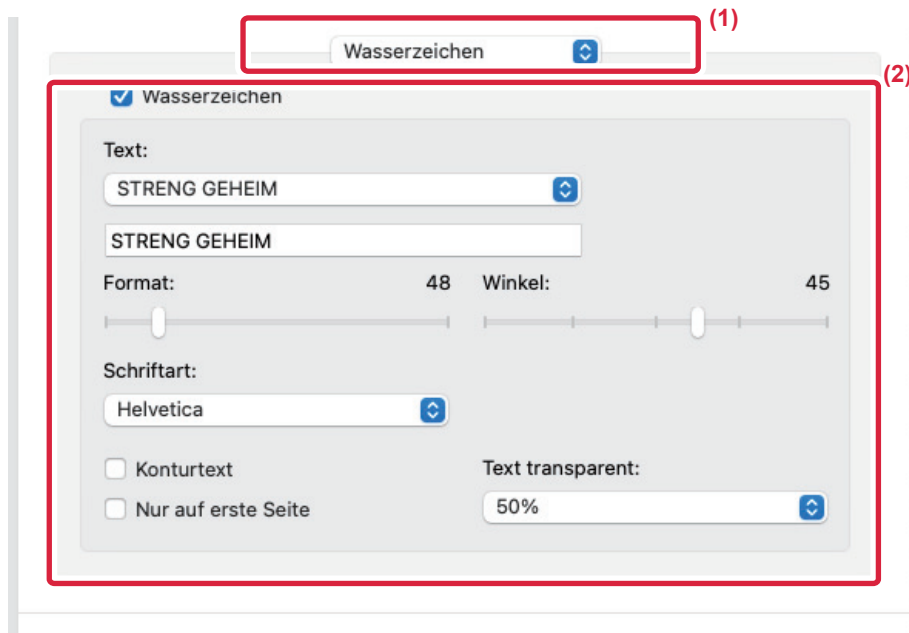 (1)
Wasserzeichen
(2)
Wasserzeichen
Text:
STRENG GEHEIM
STRENG GEHEIM
Format: 48 Winkel: 45
Schriftart:
Helvetica
Konturtext Text transparent:
Nur auf erste Seite 50%